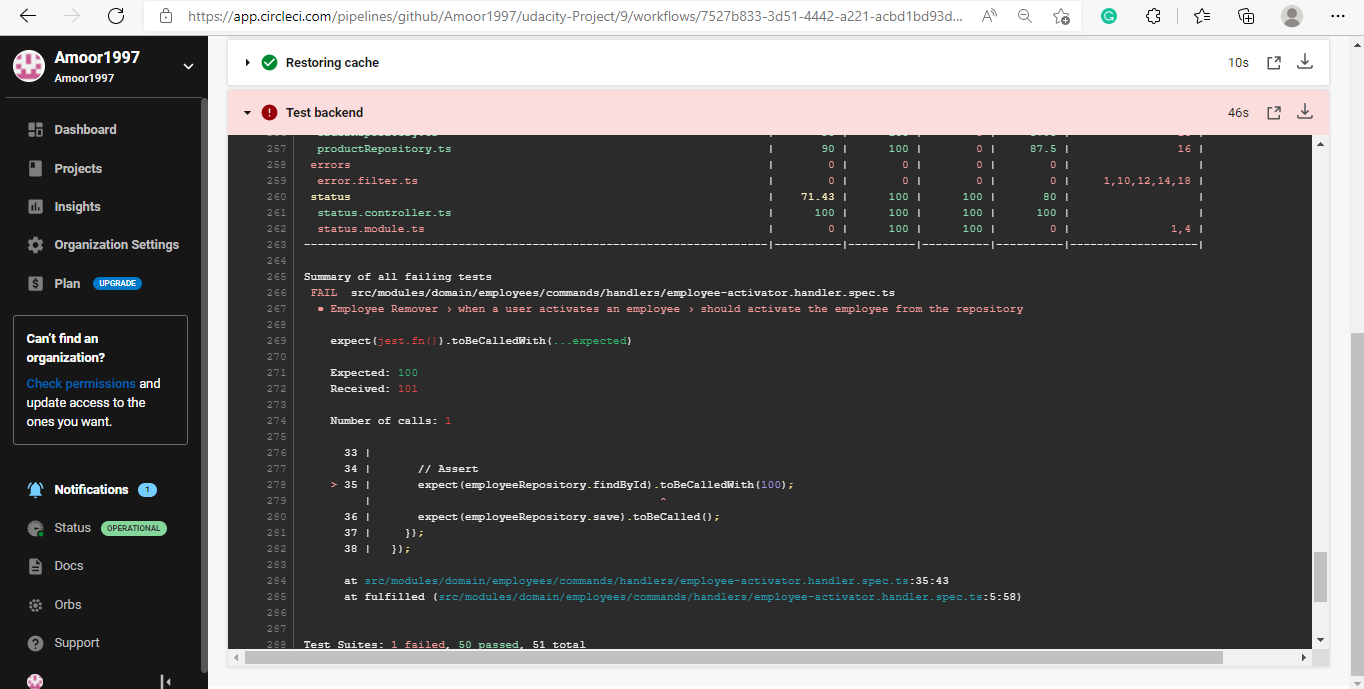 https://app.circleci.com/pipelines/github/Amoor1997/udacity-Project/9/workflows/7527b833-3d51-4442-a221-acbd1bd93d...
Amoor1997
Amoor1997
Dashboard
Projects
Insights
Organization Settings
Plan UPGRADE
Can't find an
organization?
Check permissions and
update access to the
ones you want.
Notifications 1
Status OPERATIONAL
Docs
Orbs
Support
Restoring cache 10s
Test backend 46s
257 productRepository.ts | 90 | 100 | 0 | 87.5 | 16 |
258 errors | 0 | 0 | 0 | 0 | |
259 error.filter.ts | 0 | 0 | 0 | 0 | 1,10,12,14,18 |
260 status | 71.43 | 100 | 100 | 80 | |
261 status.controller.ts | 100 | 100 | 100 | 100 | |
262 status.module.ts | 0 | 100 | 100 | 0 | 1,4 |
263 ----------------------------------------------------------------------|----------|----------|----------|----------|-------------------|
264
265 Summary of all failing tests
266 FAIL src/modules/domain/employees/commands/handlers/employee-activator.handler.spec.ts
267 ● Employee Remover › when a user activates an employee › should activate the employee from the repository
268
269 expect(jest.fn()).toBeCalledWith(...expected)
270
271 Expected: 100
272 Received: 101
273
274 Number of calls: 1
275
276 33 |
277 34 | // Assert
278 > 35 | expect(employeeRepository.findById).toBeCalledWith(100);
279 | ^
280 36 | expect(employeeRepository.save).toBeCalled();
281 37 | });
282 38 | });
283
284 at src/modules/domain/employees/commands/handlers/employee-activator.handler.spec.ts:35:43
285 at fulfilled (src/modules/domain/employees/commands/handlers/employee-activator.handler.spec.ts:5:58)
286
287
288 Test Suites: 1 failed, 50 passed, 51 total